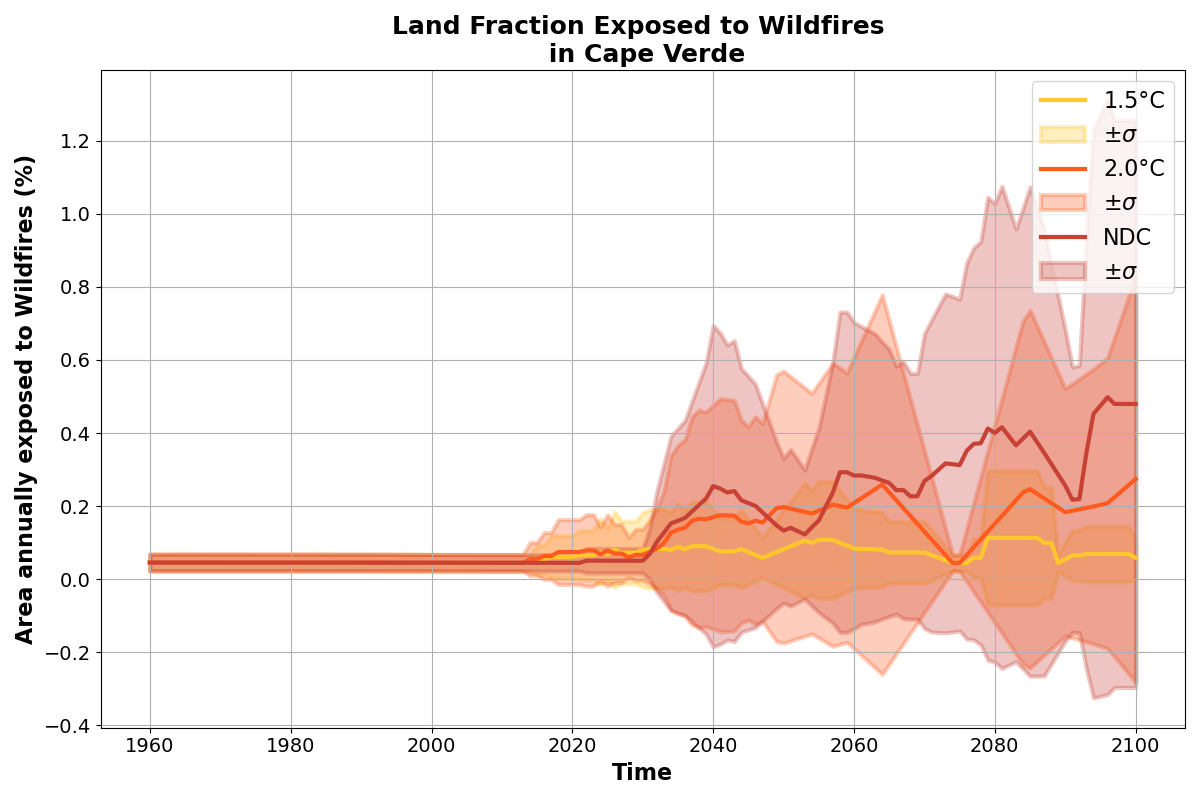 Land Fraction Exposed to Wildfires
in Cape Verde
1.5°C
±σ
2.0°C
±σ
NDC
±σ
Area annually exposed to Wildfires (%)
1.2
1.0
0.8
0.6
0.4
0.2
0.0
−0.2
−0.4
1960 1980 2000 2020 2040 2060 2080 2100
Time